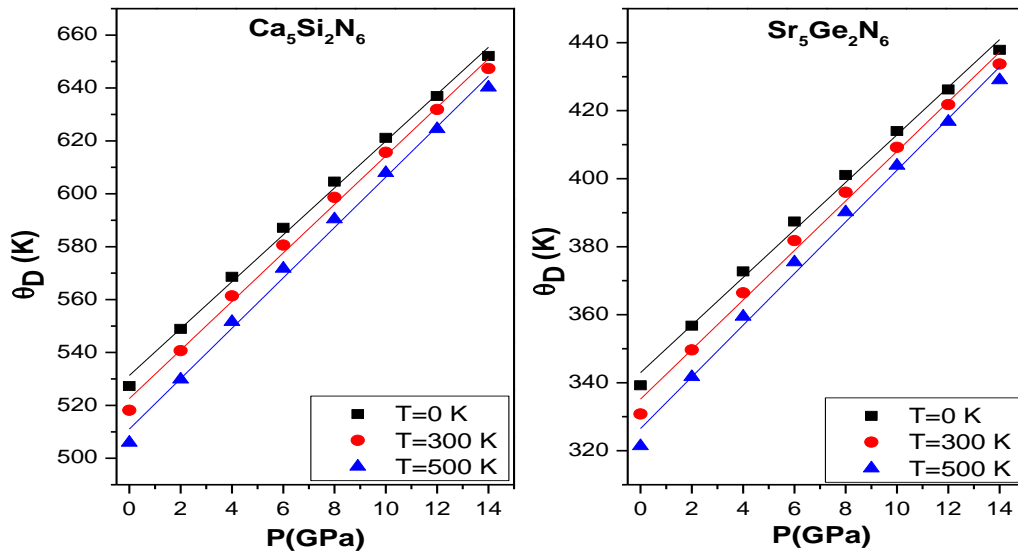 Ca₅Si₂N₆
θD (K)
660
640
620
600
580
560
540
520
500
0 2 4 6 8 10 12 14
P(GPa)
T=0 K
T=300 K
T=500 K
Sr₅Ge₂N₆
θD (K)
440
420
400
380
360
340
320
0 2 4 6 8 10 12 14
P(GPa)
T=0 K
T=300 K
T=500 K